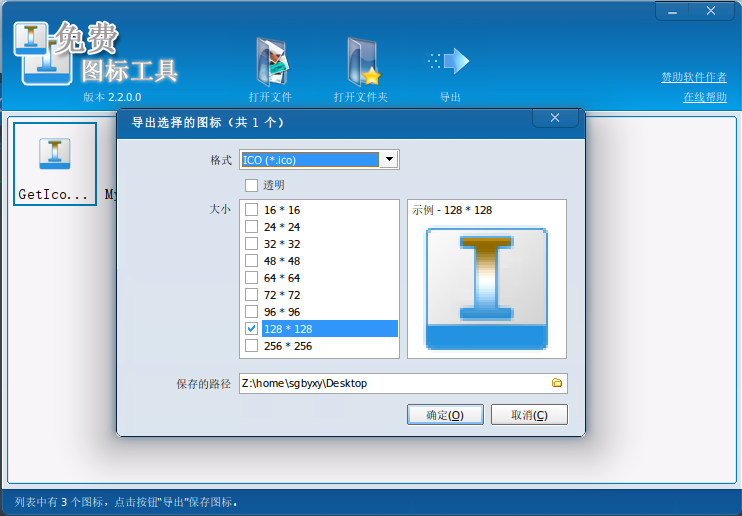 免费
图标工具
版本 2.2.0.0
打开文件
打开文件夹
导出
赞助软件作者
在线帮助
GetIco...
导出选择的图标（共 1 个）
格式
ICO (*.ico)
透明
大小
16 * 16
24 * 24
32 * 32
48 * 48
64 * 64
72 * 72
96 * 96
128 * 128
256 * 256
示例 - 128 * 128
保存的路径
Z:\home\sgbyxy\Desktop
确定(O)
取消(C)
列表中有 3 个图标，点击按钮"导出"保存图标。